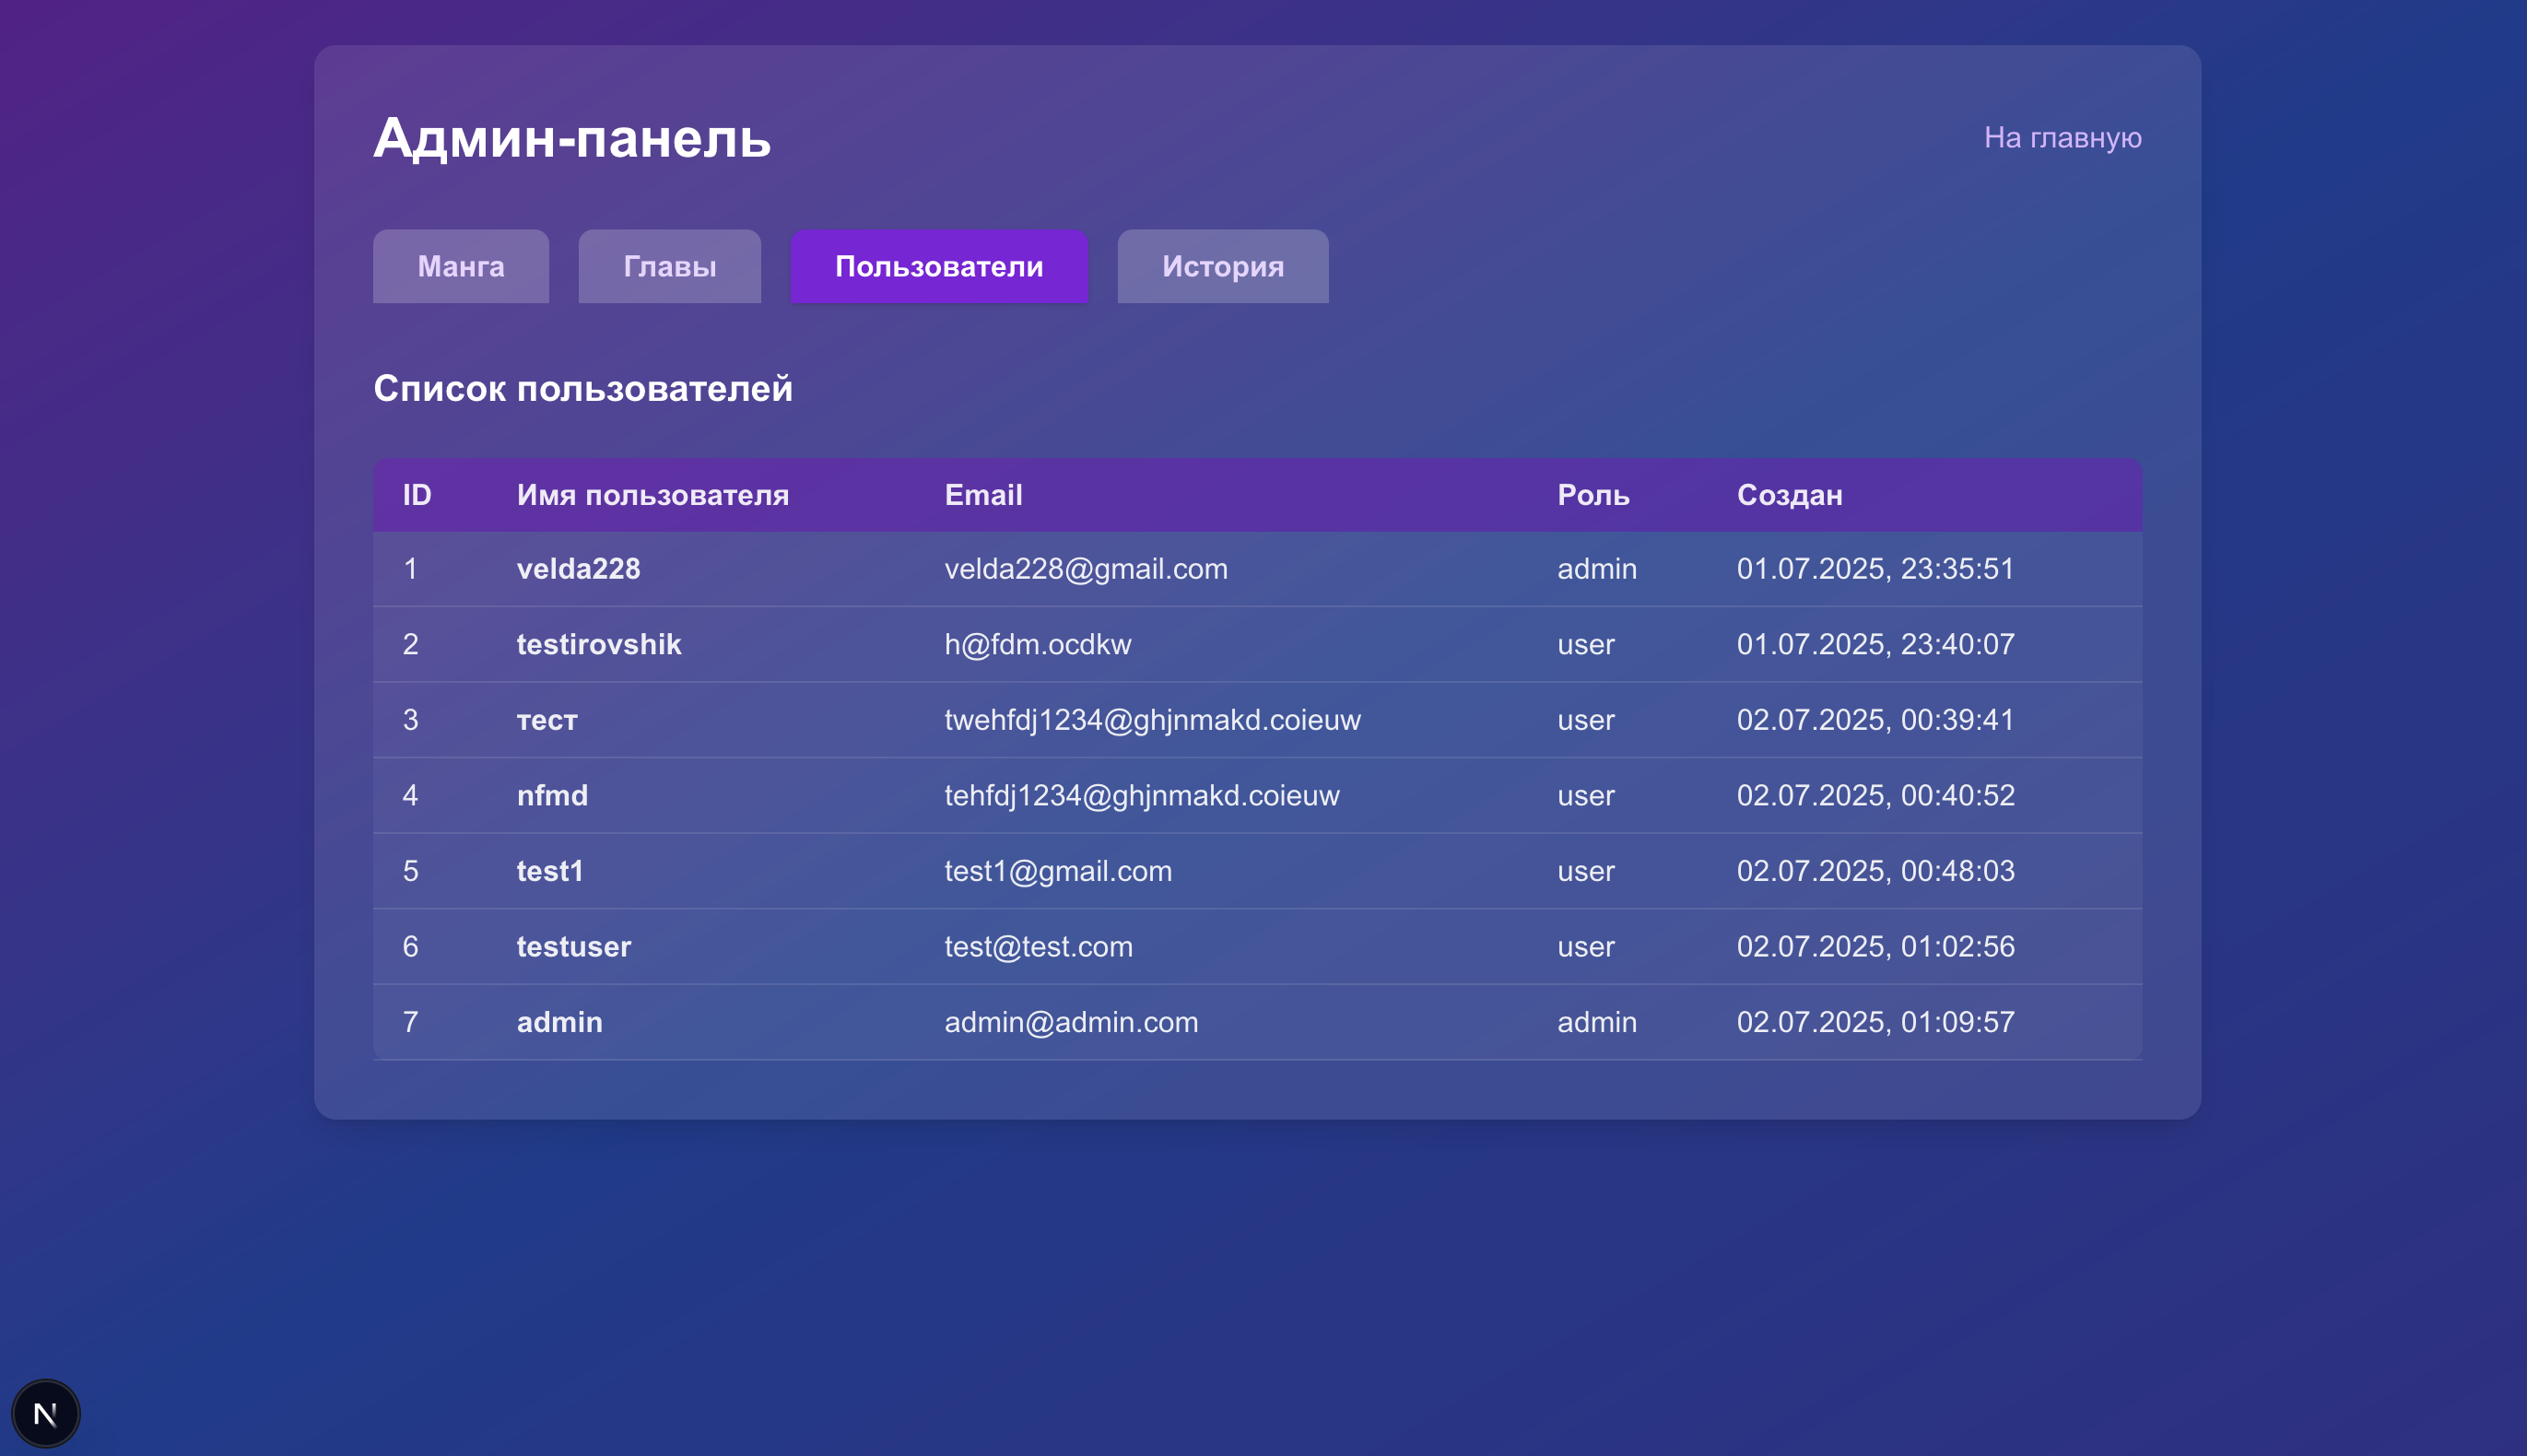 Админ-панель
На главную
Манга Главы Пользователи История
Список пользователей
ID Имя пользователя Email Роль Создан
1 velda228 velda228@gmail.com admin 01.07.2025, 23:35:51
2 testirovshik h@fdm.ocdkw user 01.07.2025, 23:40:07
3 тест twehfdj1234@ghjnmakd.coieuw user 02.07.2025, 00:39:41
4 nfmd tehfdj1234@ghjnmakd.coieuw user 02.07.2025, 00:40:52
5 test1 test1@gmail.com user 02.07.2025, 00:48:03
6 testuser test@test.com user 02.07.2025, 01:02:56
7 admin admin@admin.com admin 02.07.2025, 01:09:57
N